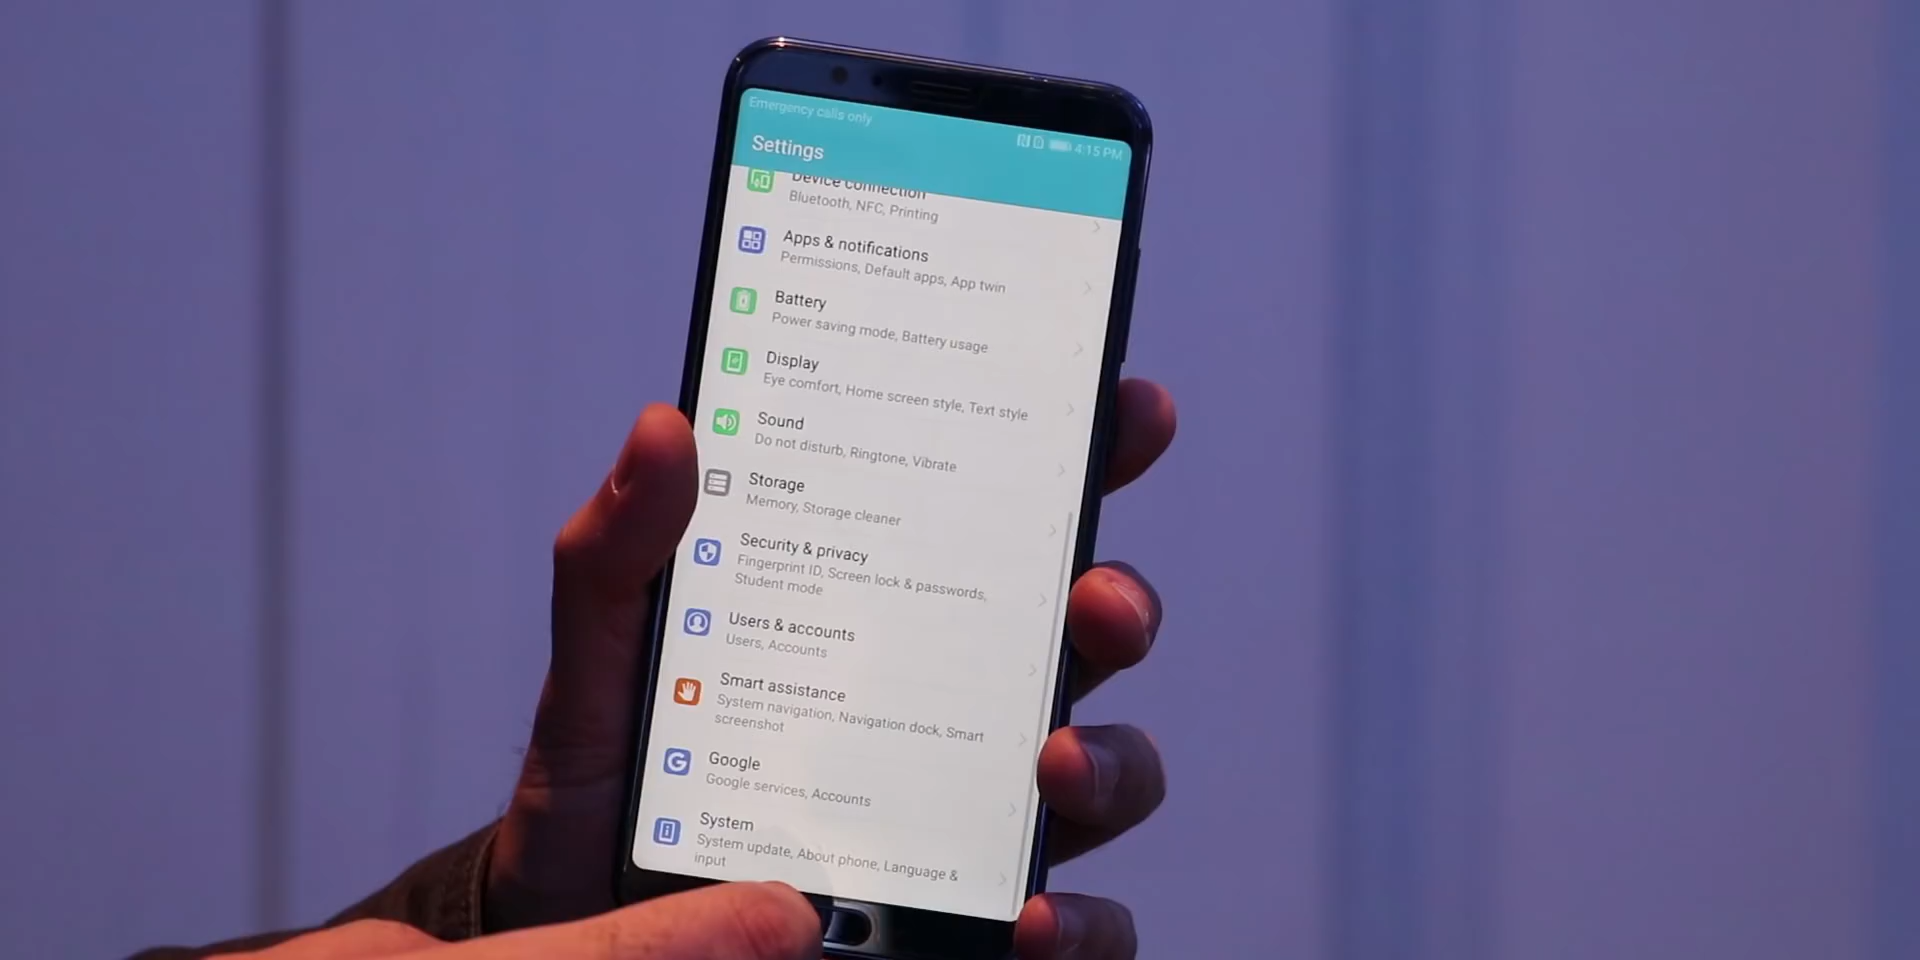 Emergency calls only
4:15 PM
Settings
Device connection
Bluetooth, NFC, Printing
Apps & notifications
Permissions, Default apps, App twin
Battery
Power saving mode, Battery usage
Display
Eye comfort, Home screen style, Text style
Sound
Do not disturb, Ringtone, Vibrate
Storage
Memory, Storage cleaner
Security & privacy
Fingerprint ID, Screen lock & passwords,
Student mode
Users & accounts
Users, Accounts
Smart assistance
System navigation, Navigation dock, Smart
screenshot
Google
Google services, Accounts
System
System update, About phone, Language &
input